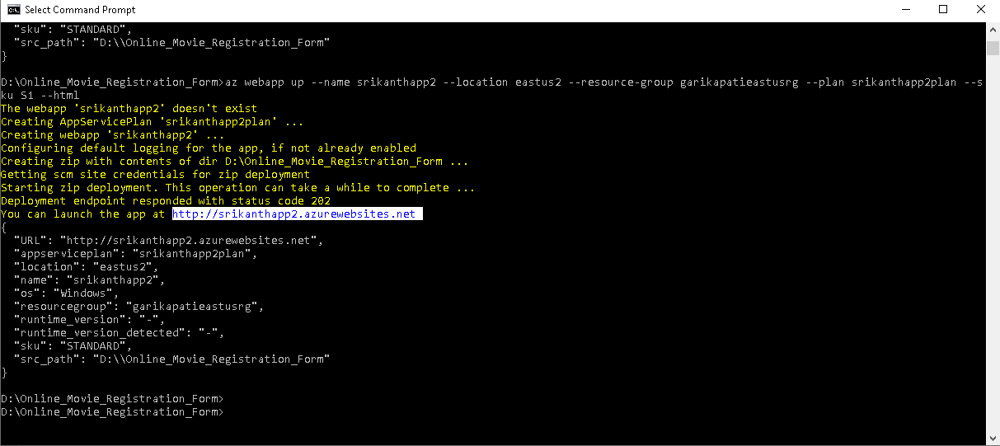 Select Command Prompt
  "sku": "STANDARD",
  "src_path": "D:\\Online_Movie_Registration_Form"
}
D:\Online_Movie_Registration_Form>az webapp up --name srikanthapp2 --location eastus2 --resource-group garikapatieastusrg --plan srikanthapp2plan --s
ku S1 --html
The webapp 'srikanthapp2' doesn't exist
Creating AppServicePlan 'srikanthapp2plan' ...
Creating webapp 'srikanthapp2' ...
Configuring default logging for the app, if not already enabled
Creating zip with contents of dir D:\Online_Movie_Registration_Form ...
Getting scm site credentials for zip deployment
Starting zip deployment. This operation can take a while to complete ...
Deployment endpoint responded with status code 202
You can launch the app at http://srikanthapp2.azurewebsites.net
{
  "URL": "http://srikanthapp2.azurewebsites.net",
  "appserviceplan": "srikanthapp2plan",
  "location": "eastus2",
  "name": "srikanthapp2",
  "os": "Windows",
  "resourcegroup": "garikapatieastusrg",
  "runtime_version": "-",
  "runtime_version_detected": "-",
  "sku": "STANDARD",
  "src_path": "D:\\Online_Movie_Registration_Form"
}
D:\Online_Movie_Registration_Form>
D:\Online_Movie_Registration_Form>